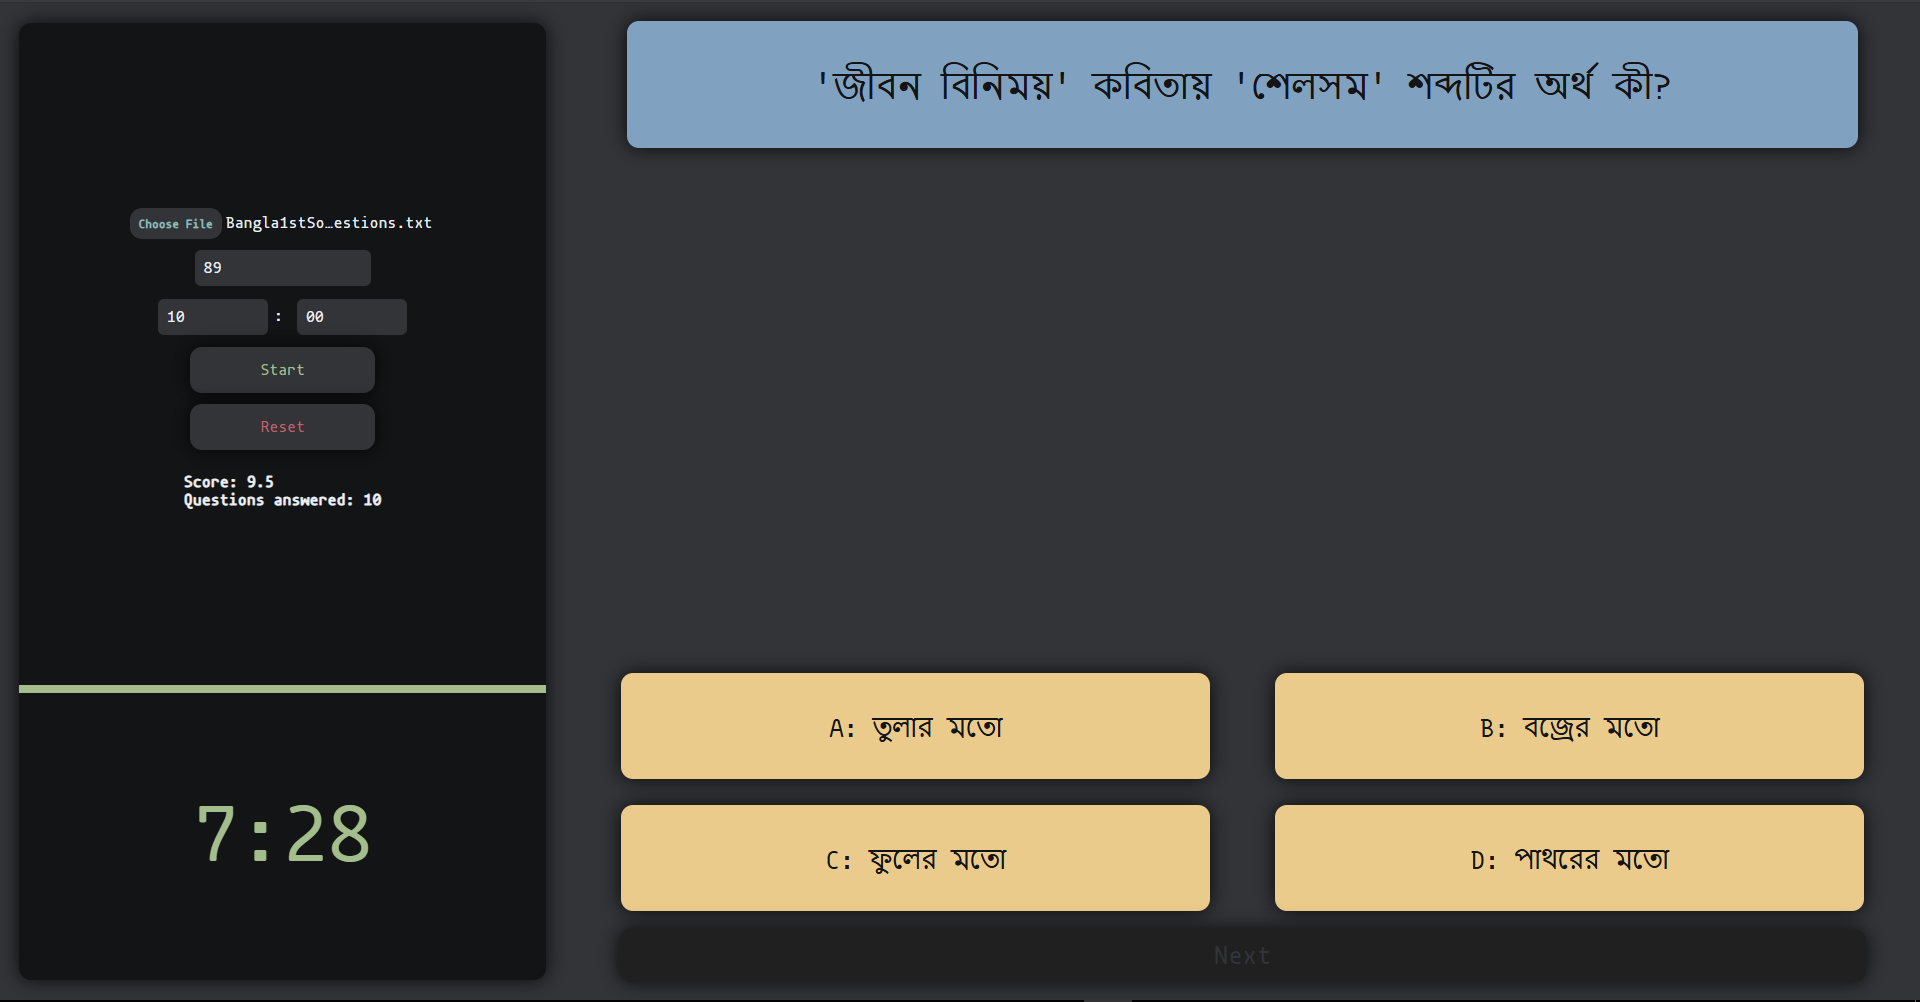 Choose File Bangla1stSo…estions.txt
89
10 : 00
Start
Reset
Score: 9.5
Questions answered: 10
7:28
'জীবন বিনিময়' কবিতায় 'শেলসম' শব্দটির অর্থ কী?
A: তুলার মতো
B: বজ্রের মতো
C: ফুলের মতো
D: পাথরের মতো
Next